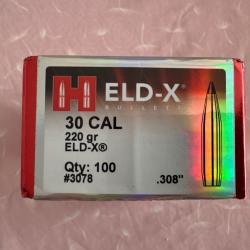 H ELD-X®
BULLETS
30 CAL
220 gr
ELD-X®
Qty: 100
#3078 .308"